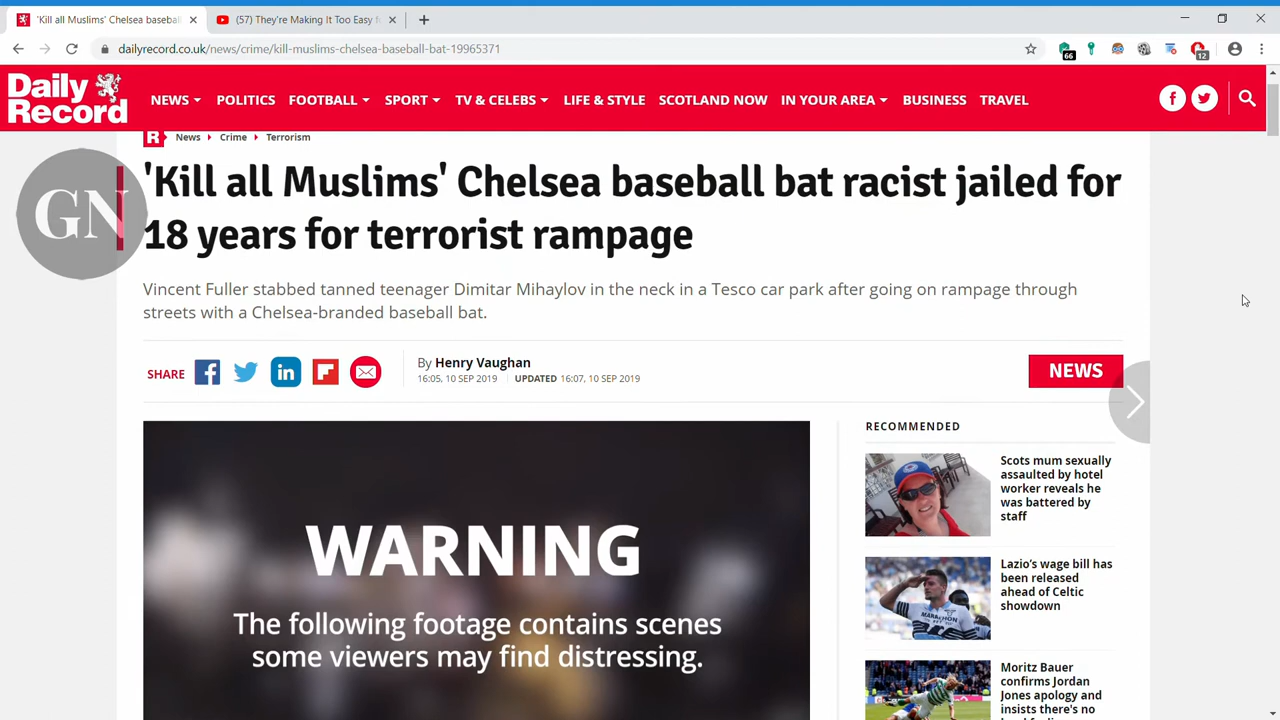 'Kill all Muslims' Chelsea baseba
(57) They're Making It Too Easy f
dailyrecord.co.uk/news/crime/kill-muslims-chelsea-baseball-bat-19965371
66
12
Daily
Record
NEWS
POLITICS
FOOTBALL
SPORT
TV & CELEBS
LIFE & STYLE
SCOTLAND NOW
IN YOUR AREA
BUSINESS
TRAVEL
R
News
Crime
Terrorism
GN
'Kill all Muslims' Chelsea baseball bat racist jailed for
18 years for terrorist rampage
Vincent Fuller stabbed tanned teenager Dimitar Mihaylov in the neck in a Tesco car park after going on rampage through
streets with a Chelsea-branded baseball bat.
SHARE
By Henry Vaughan
16:05, 10 SEP 2019
UPDATED 16:07, 10 SEP 2019
NEWS
WARNING
The following footage contains scenes
some viewers may find distressing.
RECOMMENDED
Scots mum sexually
assaulted by hotel
worker reveals he
was battered by
staff
Lazio's wage bill has
been released
ahead of Celtic
showdown
Moritz Bauer
confirms Jordan
Jones apology and
insists there's no